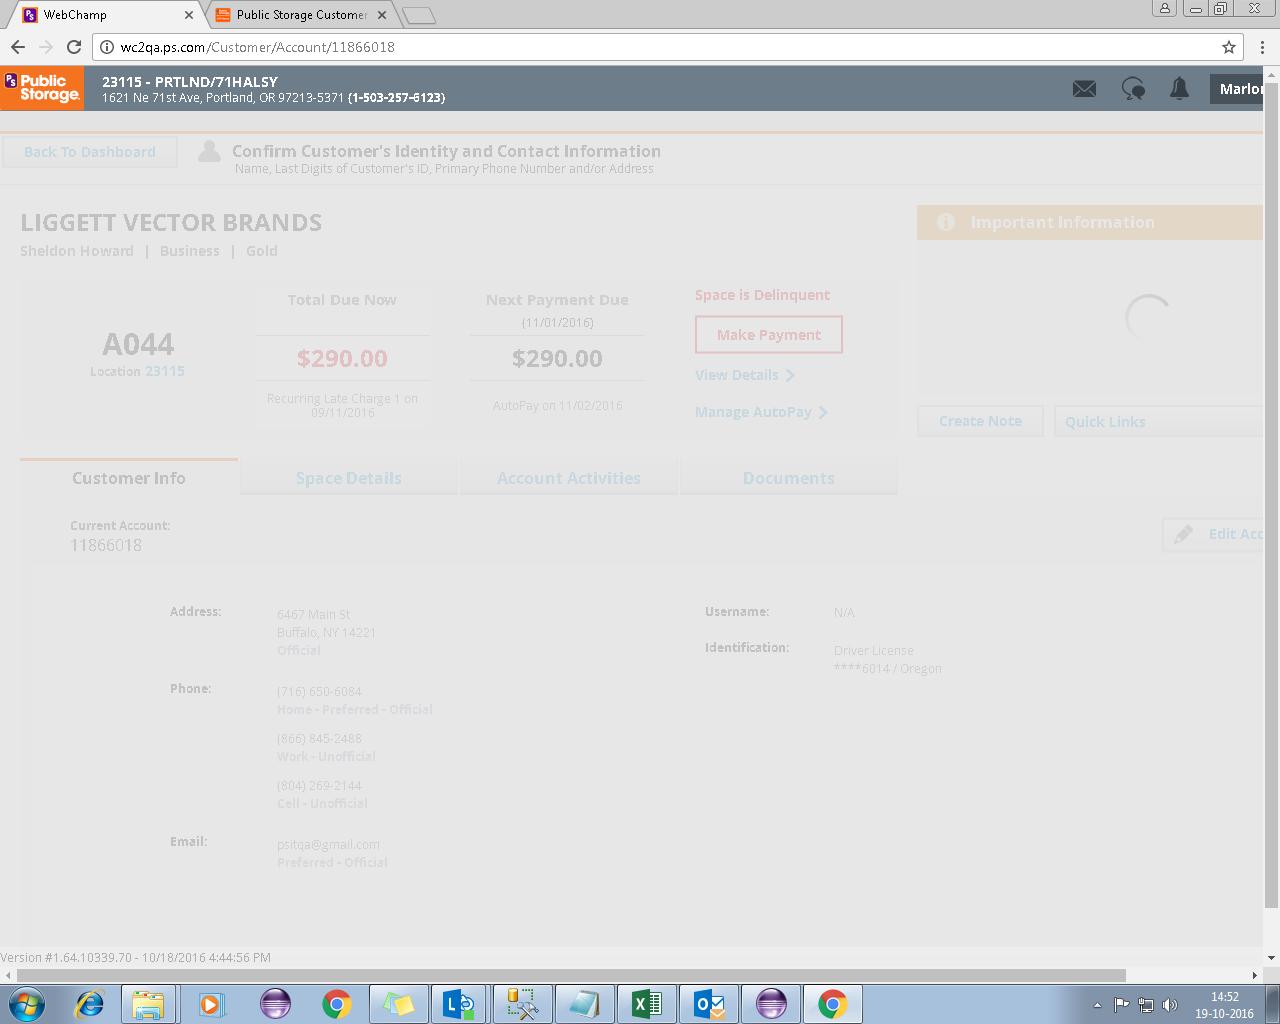 WebChamp
Public Storage Customer
wc2qa.ps.com/Customer/Account/11866018
PS Public Storage.
23115 - PRTLND/71HALSY
1621 Ne 71st Ave, Portland, OR 97213-5371 (1-503-257-6123)
Marlo
Back To Dashboard
Confirm Customer's Identity and Contact Information
Name, Last Digits of Customer's ID, Primary Phone Number and/or Address
LIGGETT VECTOR BRANDS
Sheldon Howard | Business | Gold
Important Information
A044
Location 23115
Total Due Now
$290.00
Recurring Late Charge 1 on
09/11/2016
Next Payment Due
(11/01/2016)
$290.00
AutoPay on 11/02/2016
Space is Delinquent
Make Payment
View Details
Manage AutoPay
Create Note
Quick Links
Customer Info
Space Details
Account Activities
Documents
Current Account:
11866018
Edit Acc
Address:
6467 Main St
Buffalo, NY 14221
Official
Phone:
(716) 650-6084
Home - Preferred - Official
(866) 845-2488
Work - Unofficial
(804) 269-2144
Cell - Unofficial
Email:
psitqa@gmail.com
Preferred - Official
Username:
N/A
Identification:
Driver License
****6014 / Oregon
Version #1.64.10339.70 - 10/18/2016 4:44:56 PM
14:52
19-10-2016